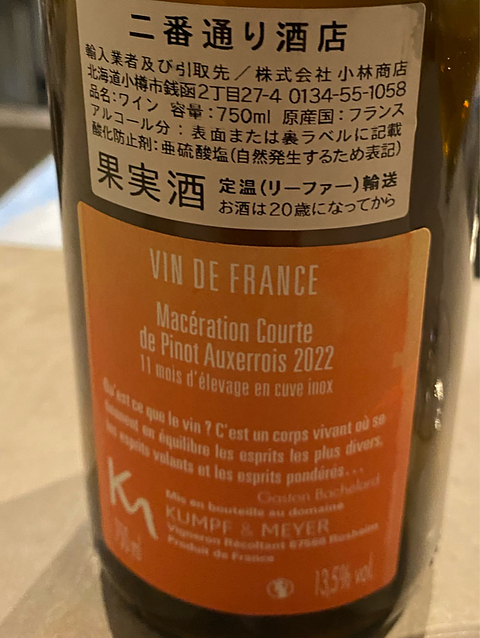 二番通り酒店
輸入業者及び引取先／株式会社小林商店
北海道小樽市銭函2丁目27-4 0134-55-1058
品名:ワイン 容量:750ml 原産国:フランス
アルコール分：表面または裏ラベルに記載
酸化防止剤:亜硫酸塩(自然発生するため表記)
果実酒 定温(リーファー)輸送
お酒は20歳になってから
VIN DE FRANCE
Macération Courte
de Pinot Auxerrois 2022
11 mois d'élevage en cuve inox
Qu'est ce que le vin ? C'est un corps vivant où se
tiennent en équilibre les esprits les plus divers,
les esprits volants et les esprits pondérés...
Gaston Bachelard
KM
Mis en bouteille au domaine
KUMPF & MEYER
Vigneron Récoltant 67560 Rosheim
Produit de France
750 ml
13,5% vol.